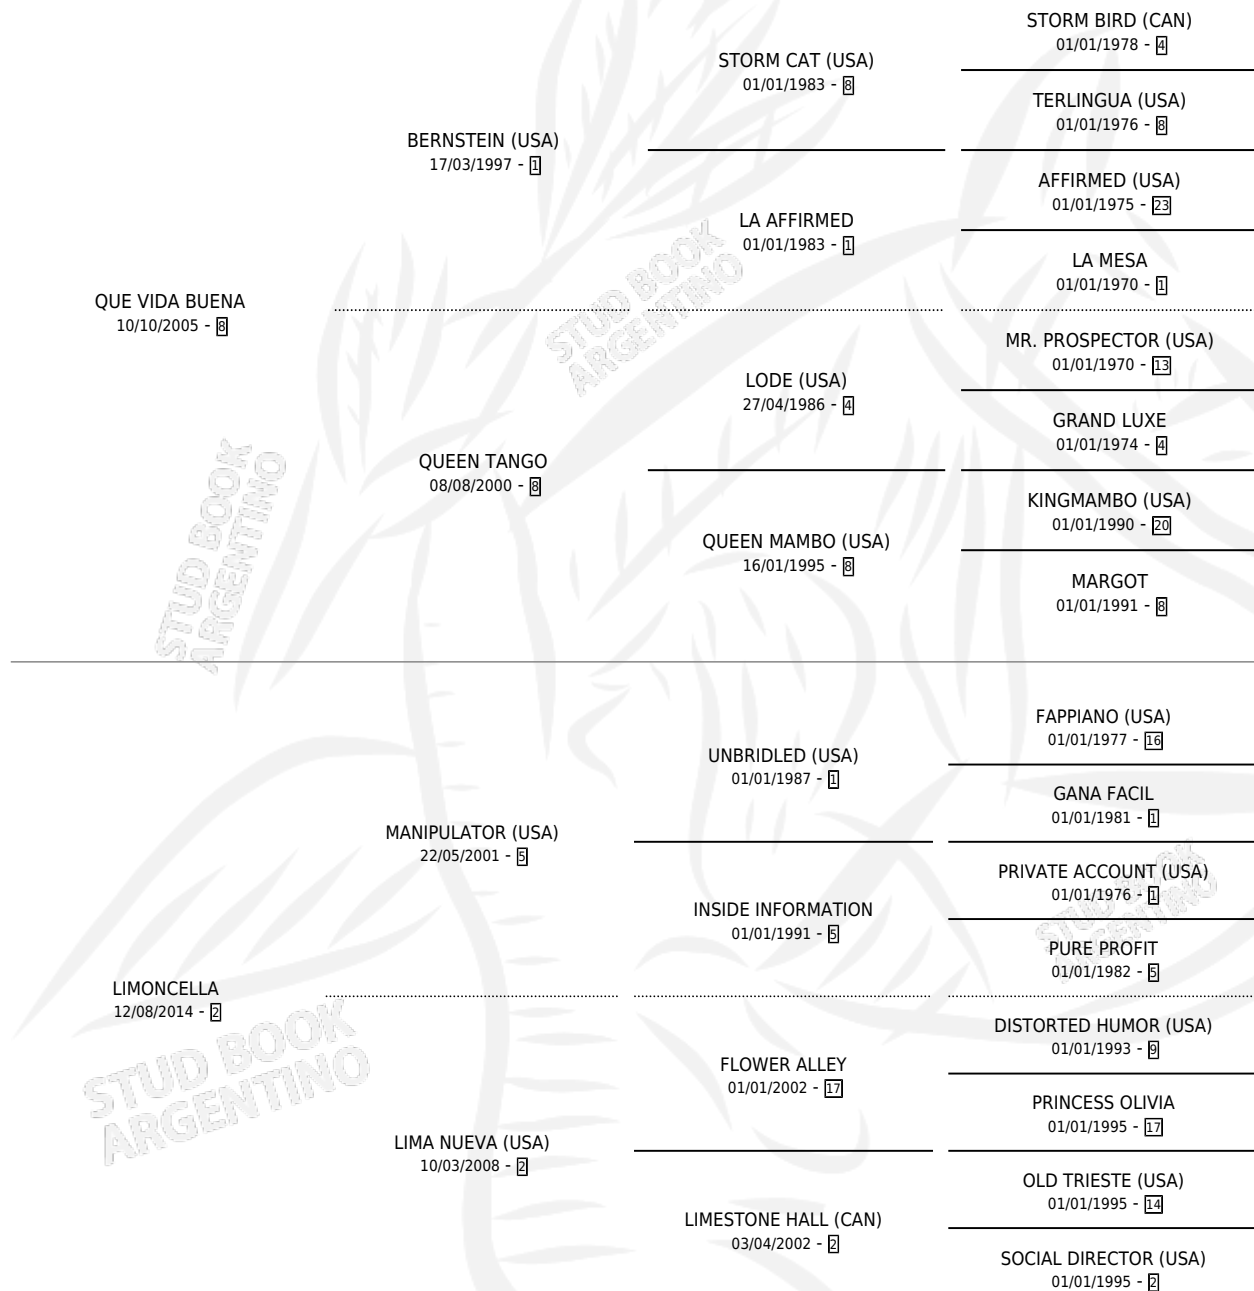 QUE VIDA BUENA
10/10/2005 - 8
BERNSTEIN (USA)
17/03/1997 - 1
STORM CAT (USA)
01/01/1983 - 8
STORM BIRD (CAN)
01/01/1978 - 4
TERLINGUA (USA)
01/01/1976 - 8
LA AFFIRMED
01/01/1983 - 1
AFFIRMED (USA)
01/01/1975 - 23
LA MESA
01/01/1970 - 1
QUEEN TANGO
08/08/2000 - 8
LODE (USA)
27/04/1986 - 4
MR. PROSPECTOR (USA)
01/01/1970 - 13
GRAND LUXE
01/01/1974 - 4
QUEEN MAMBO (USA)
16/01/1995 - 8
KINGMAMBO (USA)
01/01/1990 - 20
MARGOT
01/01/1991 - 8
LIMONCELLA
12/08/2014 - 2
MANIPULATOR (USA)
22/05/2001 - 5
UNBRIDLED (USA)
01/01/1987 - 1
FAPPIANO (USA)
01/01/1977 - 16
GANA FACIL
01/01/1981 - 1
INSIDE INFORMATION
01/01/1991 - 5
PRIVATE ACCOUNT (USA)
01/01/1976 - 1
PURE PROFIT
01/01/1982 - 5
LIMA NUEVA (USA)
10/03/2008 - 2
FLOWER ALLEY
01/01/2002 - 17
DISTORTED HUMOR (USA)
01/01/1993 - 9
PRINCESS OLIVIA
01/01/1995 - 17
LIMESTONE HALL (CAN)
03/04/2002 - 2
OLD TRIESTE (USA)
01/01/1995 - 14
SOCIAL DIRECTOR (USA)
01/01/1995 - 2
STUD BOOK
ARGENTINO
STUD BOOK
ARGENTINO
STUD BOOK
ARGENTINO
STUD BOOK
ARGENTINO